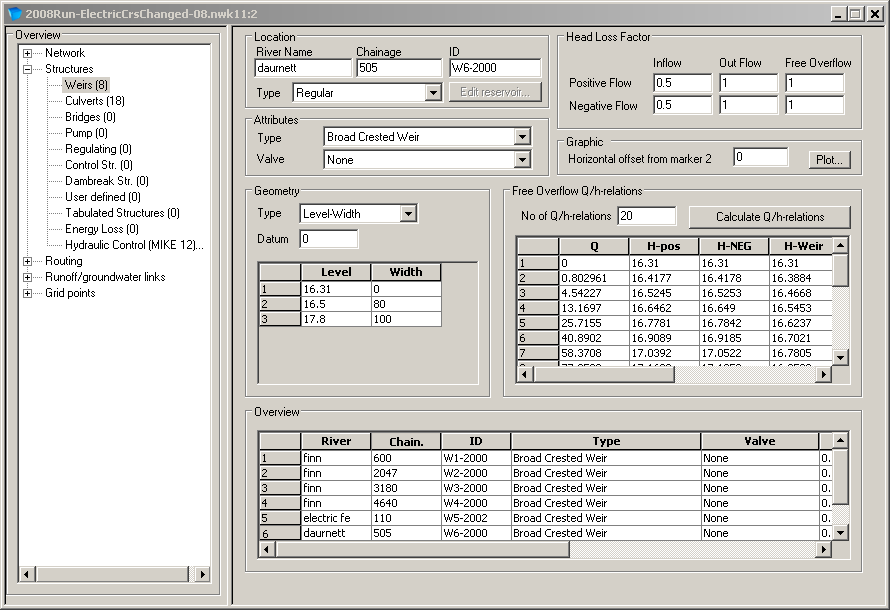 2008Run-ElectricCrsChanged-08.nwk11:2
Overview
Network
Structures
Weirs (8)
Culverts (18)
Bridges (0)
Pump (0)
Regulating (0)
Control Str. (0)
Dambreak Str. (0)
User defined (0)
Tabulated Structures (0)
Energy Loss (0)
Hydraulic Control (MIKE 12)...
Routing
Runoff/groundwater links
Grid points
Location
River Name Chainage ID
daurnett 505 W6-2000
Type Regular Edit reservoir...
Attributes
Type Broad Crested Weir
Valve None
Head Loss Factor
Inflow Out Flow Free Overflow
Positive Flow 0.5 1 1
Negative Flow 0.5 1 1
Graphic
Horizontal offset from marker 2 0 Plot...
Geometry
Type Level-Width
Datum 0
Level Width
1 16.31 0
2 16.5 80
3 17.8 100
Free Overflow Q/h-relations
No of Q/h-relations 20 Calculate Q/h-relations
Q H-pos H-NEG H-Weir
1 0 16.31 16.31 16.31
2 0.802961 16.4177 16.4178 16.3884
3 4.54227 16.5245 16.5253 16.4668
4 13.1697 16.6462 16.649 16.5453
5 25.7155 16.7781 16.7842 16.6237
6 40.8902 16.9089 16.9185 16.7021
7 58.3708 17.0392 17.0522 16.7805
Overview
River Chain. ID Type Valve
1 finn 600 W1-2000 Broad Crested Weir None 0.
2 finn 2047 W2-2000 Broad Crested Weir None 0.
3 finn 3180 W3-2000 Broad Crested Weir None 0.
4 finn 4640 W4-2000 Broad Crested Weir None 0.
5 electric fe 110 W5-2002 Broad Crested Weir None 0.
6 daurnett 505 W6-2000 Broad Crested Weir None 0.